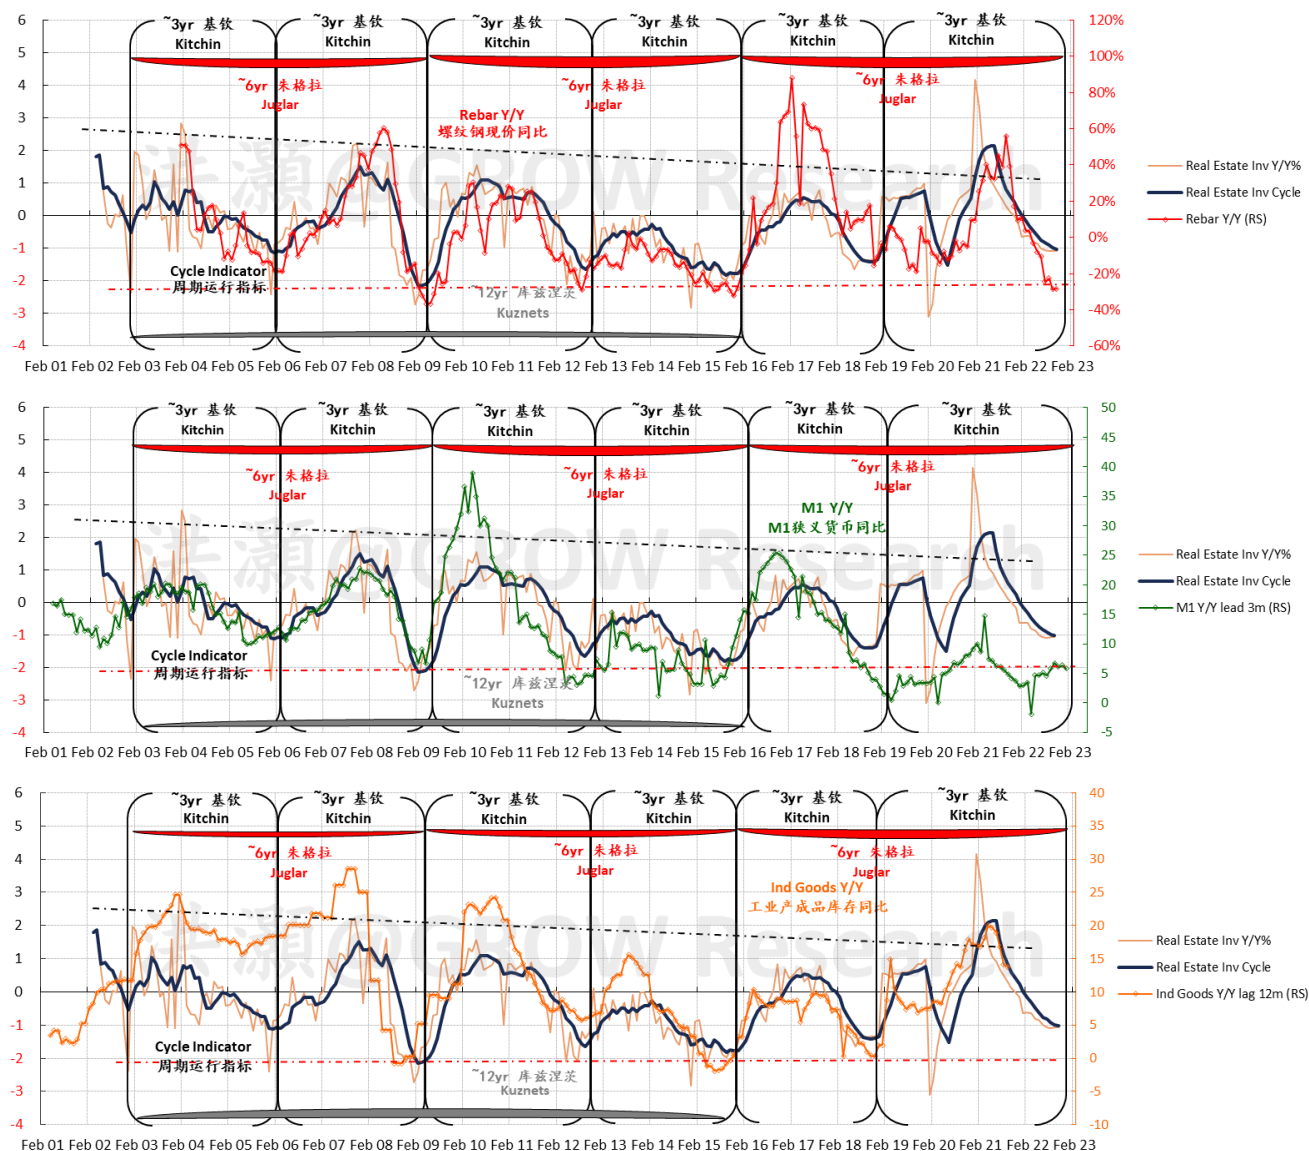 ~3yr 基钦 Kitchin
~3yr 基钦 Kitchin
~3yr 基钦 Kitchin
~3yr 基钦 Kitchin
~3yr 基钦 Kitchin
~3yr 基钦 Kitchin
~6yr 朱格拉 Juglar
~6yr 朱格拉 Juglar
~6yr 朱格拉 Juglar
Rebar Y/Y
螺纹钢现价同比
洪灝@GROW Research
Cycle Indicator
周期运行指标
~12yr 库兹涅茨
Kuznets
6 5 4 3 2 1 0 -1 -2 -3 -4
120% 100% 80% 60% 40% 20% 0% -20% -40% -60%
Feb 01 Feb 02 Feb 03 Feb 04 Feb 05 Feb 06 Feb 07 Feb 08 Feb 09 Feb 10 Feb 11 Feb 12 Feb 13 Feb 14 Feb 15 Feb 16 Feb 17 Feb 18 Feb 19 Feb 20 Feb 21 Feb 22 Feb 23
Real Estate Inv Y/Y%
Real Estate Inv Cycle
Rebar Y/Y (RS)
~3yr 基钦 Kitchin
~3yr 基钦 Kitchin
~3yr 基钦 Kitchin
~3yr 基钦 Kitchin
~3yr 基钦 Kitchin
~3yr 基钦 Kitchin
~6yr 朱格拉 Juglar
~6yr 朱格拉 Juglar
~6yr 朱格拉 Juglar
M1 Y/Y
M1狭义货币同比
洪灝@GROW Research
Cycle Indicator
周期运行指标
~12yr 库兹涅茨
Kuznets
6 5 4 3 2 1 0 -1 -2 -3 -4
50 45 40 35 30 25 20 15 10 5 0 -5
Feb 01 Feb 02 Feb 03 Feb 04 Feb 05 Feb 06 Feb 07 Feb 08 Feb 09 Feb 10 Feb 11 Feb 12 Feb 13 Feb 14 Feb 15 Feb 16 Feb 17 Feb 18 Feb 19 Feb 20 Feb 21 Feb 22 Feb 23
Real Estate Inv Y/Y%
Real Estate Inv Cycle
M1 Y/Y lead 3m (RS)
~3yr 基钦 Kitchin
~3yr 基钦 Kitchin
~3yr 基钦 Kitchin
~3yr 基钦 Kitchin
~3yr 基钦 Kitchin
~3yr 基钦 Kitchin
~6yr 朱格拉 Juglar
~6yr 朱格拉 Juglar
~6yr 朱格拉 Juglar
Ind Goods Y/Y
工业产成品库存同比
洪灝@GROW Research
Cycle Indicator
周期运行指标
~12yr 库兹涅茨
Kuznets
6 5 4 3 2 1 0 -1 -2 -3 -4
40 35 30 25 20 15 10 5 0 -5 -10
Feb 01 Feb 02 Feb 03 Feb 04 Feb 05 Feb 06 Feb 07 Feb 08 Feb 09 Feb 10 Feb 11 Feb 12 Feb 13 Feb 14 Feb 15 Feb 16 Feb 17 Feb 18 Feb 19 Feb 20 Feb 21 Feb 22 Feb 23
Real Estate Inv Y/Y%
Real Estate Inv Cycle
Ind Goods Y/Y lag 12m (RS)